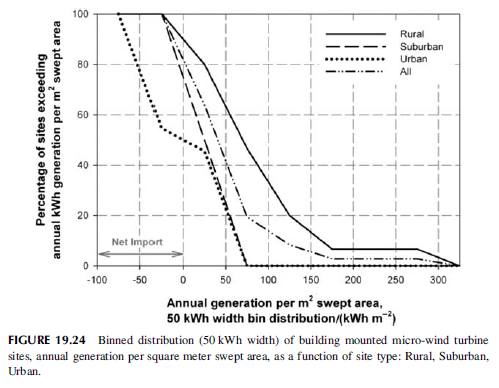 Percentage of sites exceeding
annual kWh generation per m² swept area
100
80
60
40
20
0
Rural
Suburban
Urban
All
Net Import
-100
-50
0
50
100
150
200
250
300
Annual generation per m² swept area,
50 kWh width bin distribution/(kWh m⁻²)
FIGURE 19.24 Binned distribution (50 kWh width) of building mounted micro-wind turbine
sites, annual generation per square meter swept area, as a function of site type: Rural, Suburban,
Urban.